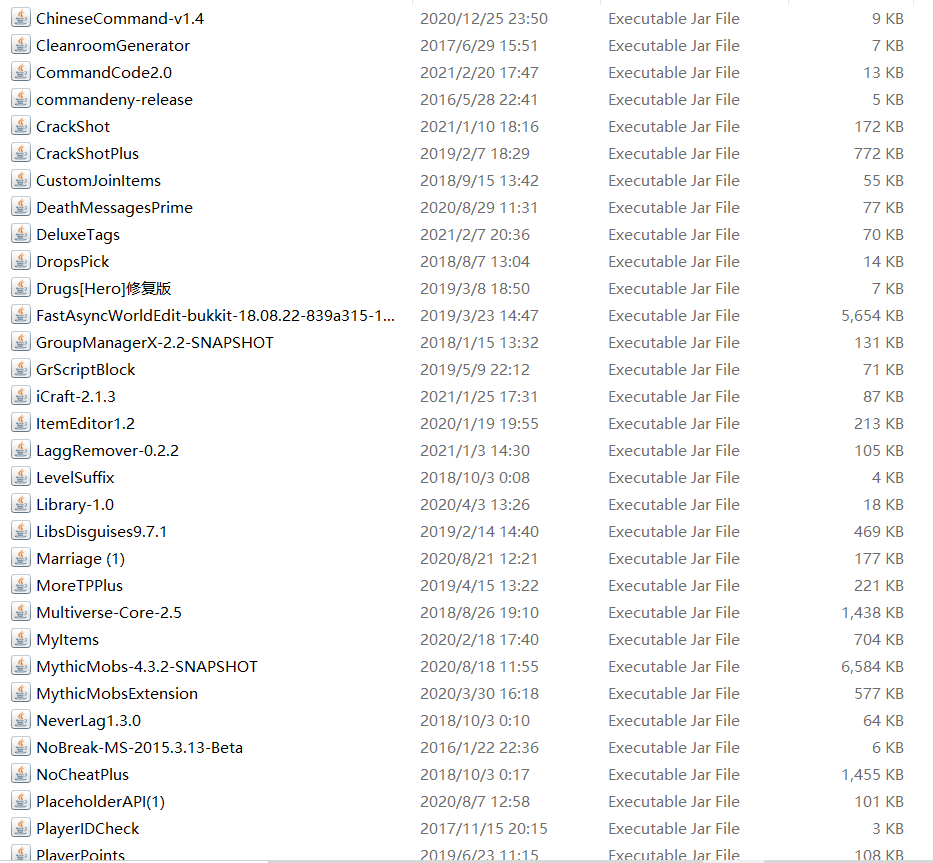 ChineseCommand-v1.4 2020/12/25 23:50 Executable Jar File 9 KB
CleanroomGenerator 2017/6/29 15:51 Executable Jar File 7 KB
CommandCode2.0 2021/2/20 17:47 Executable Jar File 13 KB
commandeny-release 2016/5/28 22:41 Executable Jar File 5 KB
CrackShot 2021/1/10 18:16 Executable Jar File 172 KB
CrackShotPlus 2019/2/7 18:29 Executable Jar File 772 KB
CustomJoinItems 2018/9/15 13:42 Executable Jar File 55 KB
DeathMessagesPrime 2020/8/29 11:31 Executable Jar File 77 KB
DeluxeTags 2021/2/7 20:36 Executable Jar File 70 KB
DropsPick 2018/8/7 13:04 Executable Jar File 14 KB
Drugs[Hero]修复版 2019/3/8 18:50 Executable Jar File 7 KB
FastAsyncWorldEdit-bukkit-18.08.22-839a315-1... 2019/3/23 14:47 Executable Jar File 5,654 KB
GroupManagerX-2.2-SNAPSHOT 2018/1/15 13:32 Executable Jar File 131 KB
GrScriptBlock 2019/5/9 22:12 Executable Jar File 71 KB
iCraft-2.1.3 2021/1/25 17:31 Executable Jar File 87 KB
ItemEditor1.2 2020/1/19 19:55 Executable Jar File 213 KB
LaggRemover-0.2.2 2021/1/3 14:30 Executable Jar File 105 KB
LevelSuffix 2018/10/3 0:08 Executable Jar File 4 KB
Library-1.0 2020/4/3 13:26 Executable Jar File 18 KB
LibsDisguises9.7.1 2019/2/14 14:40 Executable Jar File 469 KB
Marriage (1) 2020/8/21 12:21 Executable Jar File 177 KB
MoreTPPlus 2019/4/15 13:22 Executable Jar File 221 KB
Multiverse-Core-2.5 2018/8/26 19:10 Executable Jar File 1,438 KB
MyItems 2020/2/18 17:40 Executable Jar File 704 KB
MythicMobs-4.3.2-SNAPSHOT 2020/8/18 11:55 Executable Jar File 6,584 KB
MythicMobsExtension 2020/3/30 16:18 Executable Jar File 577 KB
NeverLag1.3.0 2018/10/3 0:10 Executable Jar File 64 KB
NoBreak-MS-2015.3.13-Beta 2016/1/22 22:36 Executable Jar File 6 KB
NoCheatPlus 2018/10/3 0:17 Executable Jar File 1,455 KB
PlaceholderAPI(1) 2020/8/7 12:58 Executable Jar File 101 KB
PlayerIDCheck 2017/11/15 20:15 Executable Jar File 3 KB
PlayerPoints 2019/6/23 11:15 Executable Jar File 108 KB